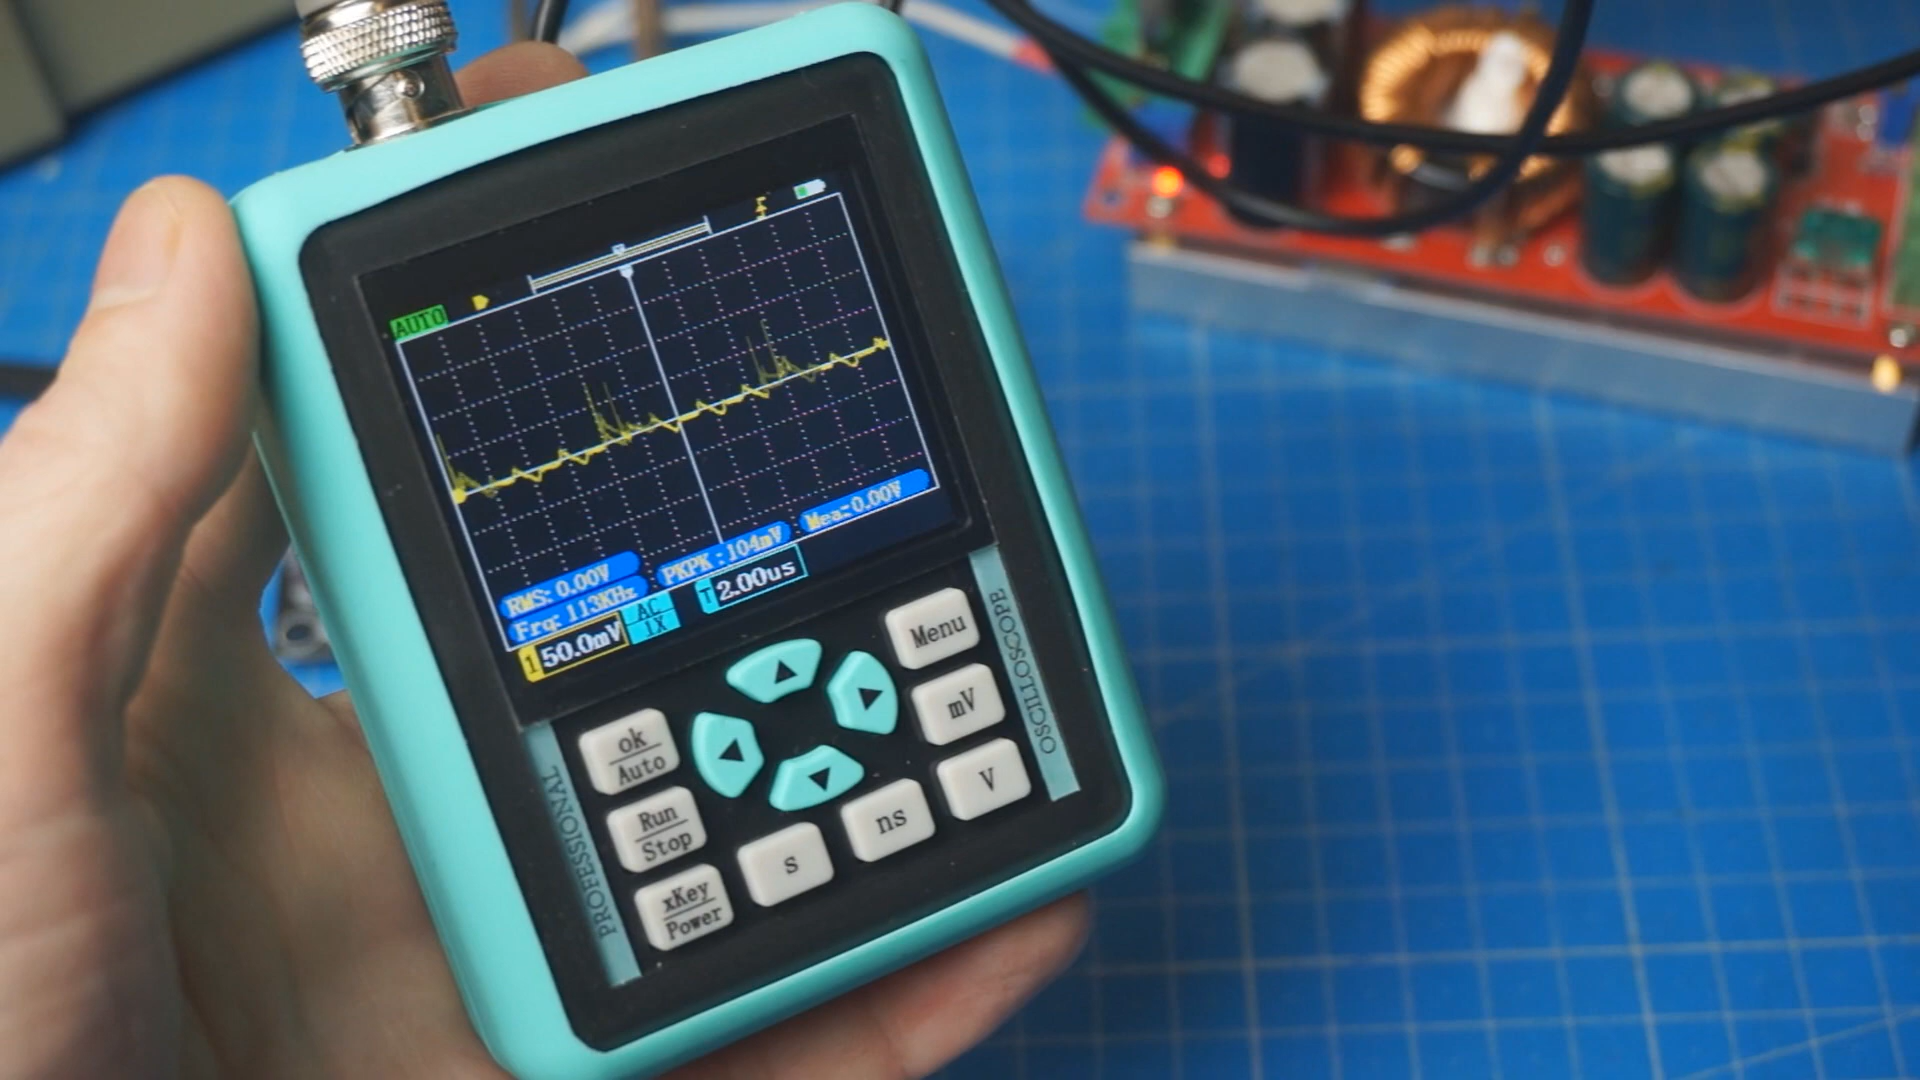 AUTO
RMS: 0.00V
PKPK : 104mV
Mea: 0.00V
Frq: 113KHz
1 50.0mV
AC
1X
T 2.00us
Menu
mV
V
ns
s
ok
Auto
Run
Stop
xKey
Power
PROFESSIONAL
OSCILLOSCOPE